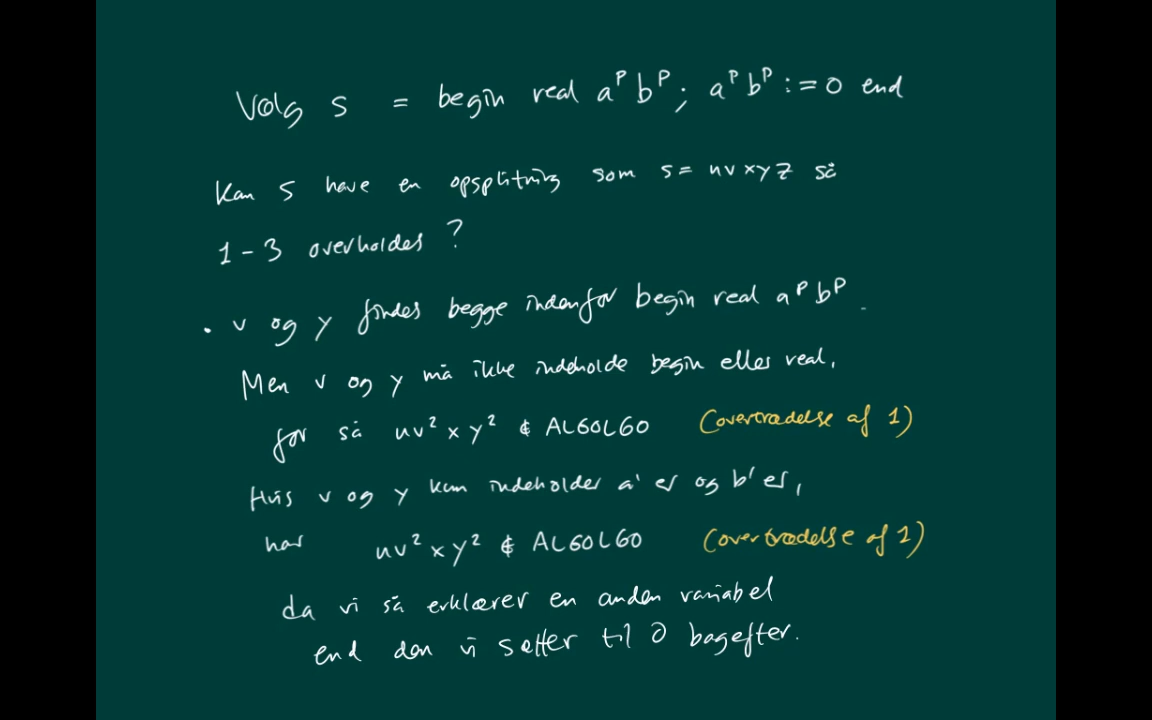 Vælg s = begin real aᵖbᵖ; aᵖbᵖ := 0 end
Kan s have en opsplitning som s = uvxyz så
1-3 overholdes?
• v og y findes begge indenfor begin real aᵖbᵖ.
Men v og y må ikke indeholde begin eller real,
for så uv²xy² ∉ ALGOLGO (overtrædelse af 1)
Hvis v og y kun indeholder a'er og b'er,
har uv²xy² ∉ ALGOLGO (overtrædelse af 1)
da vi så erklærer en anden variabel
end den vi sætter til 0 bagefter.